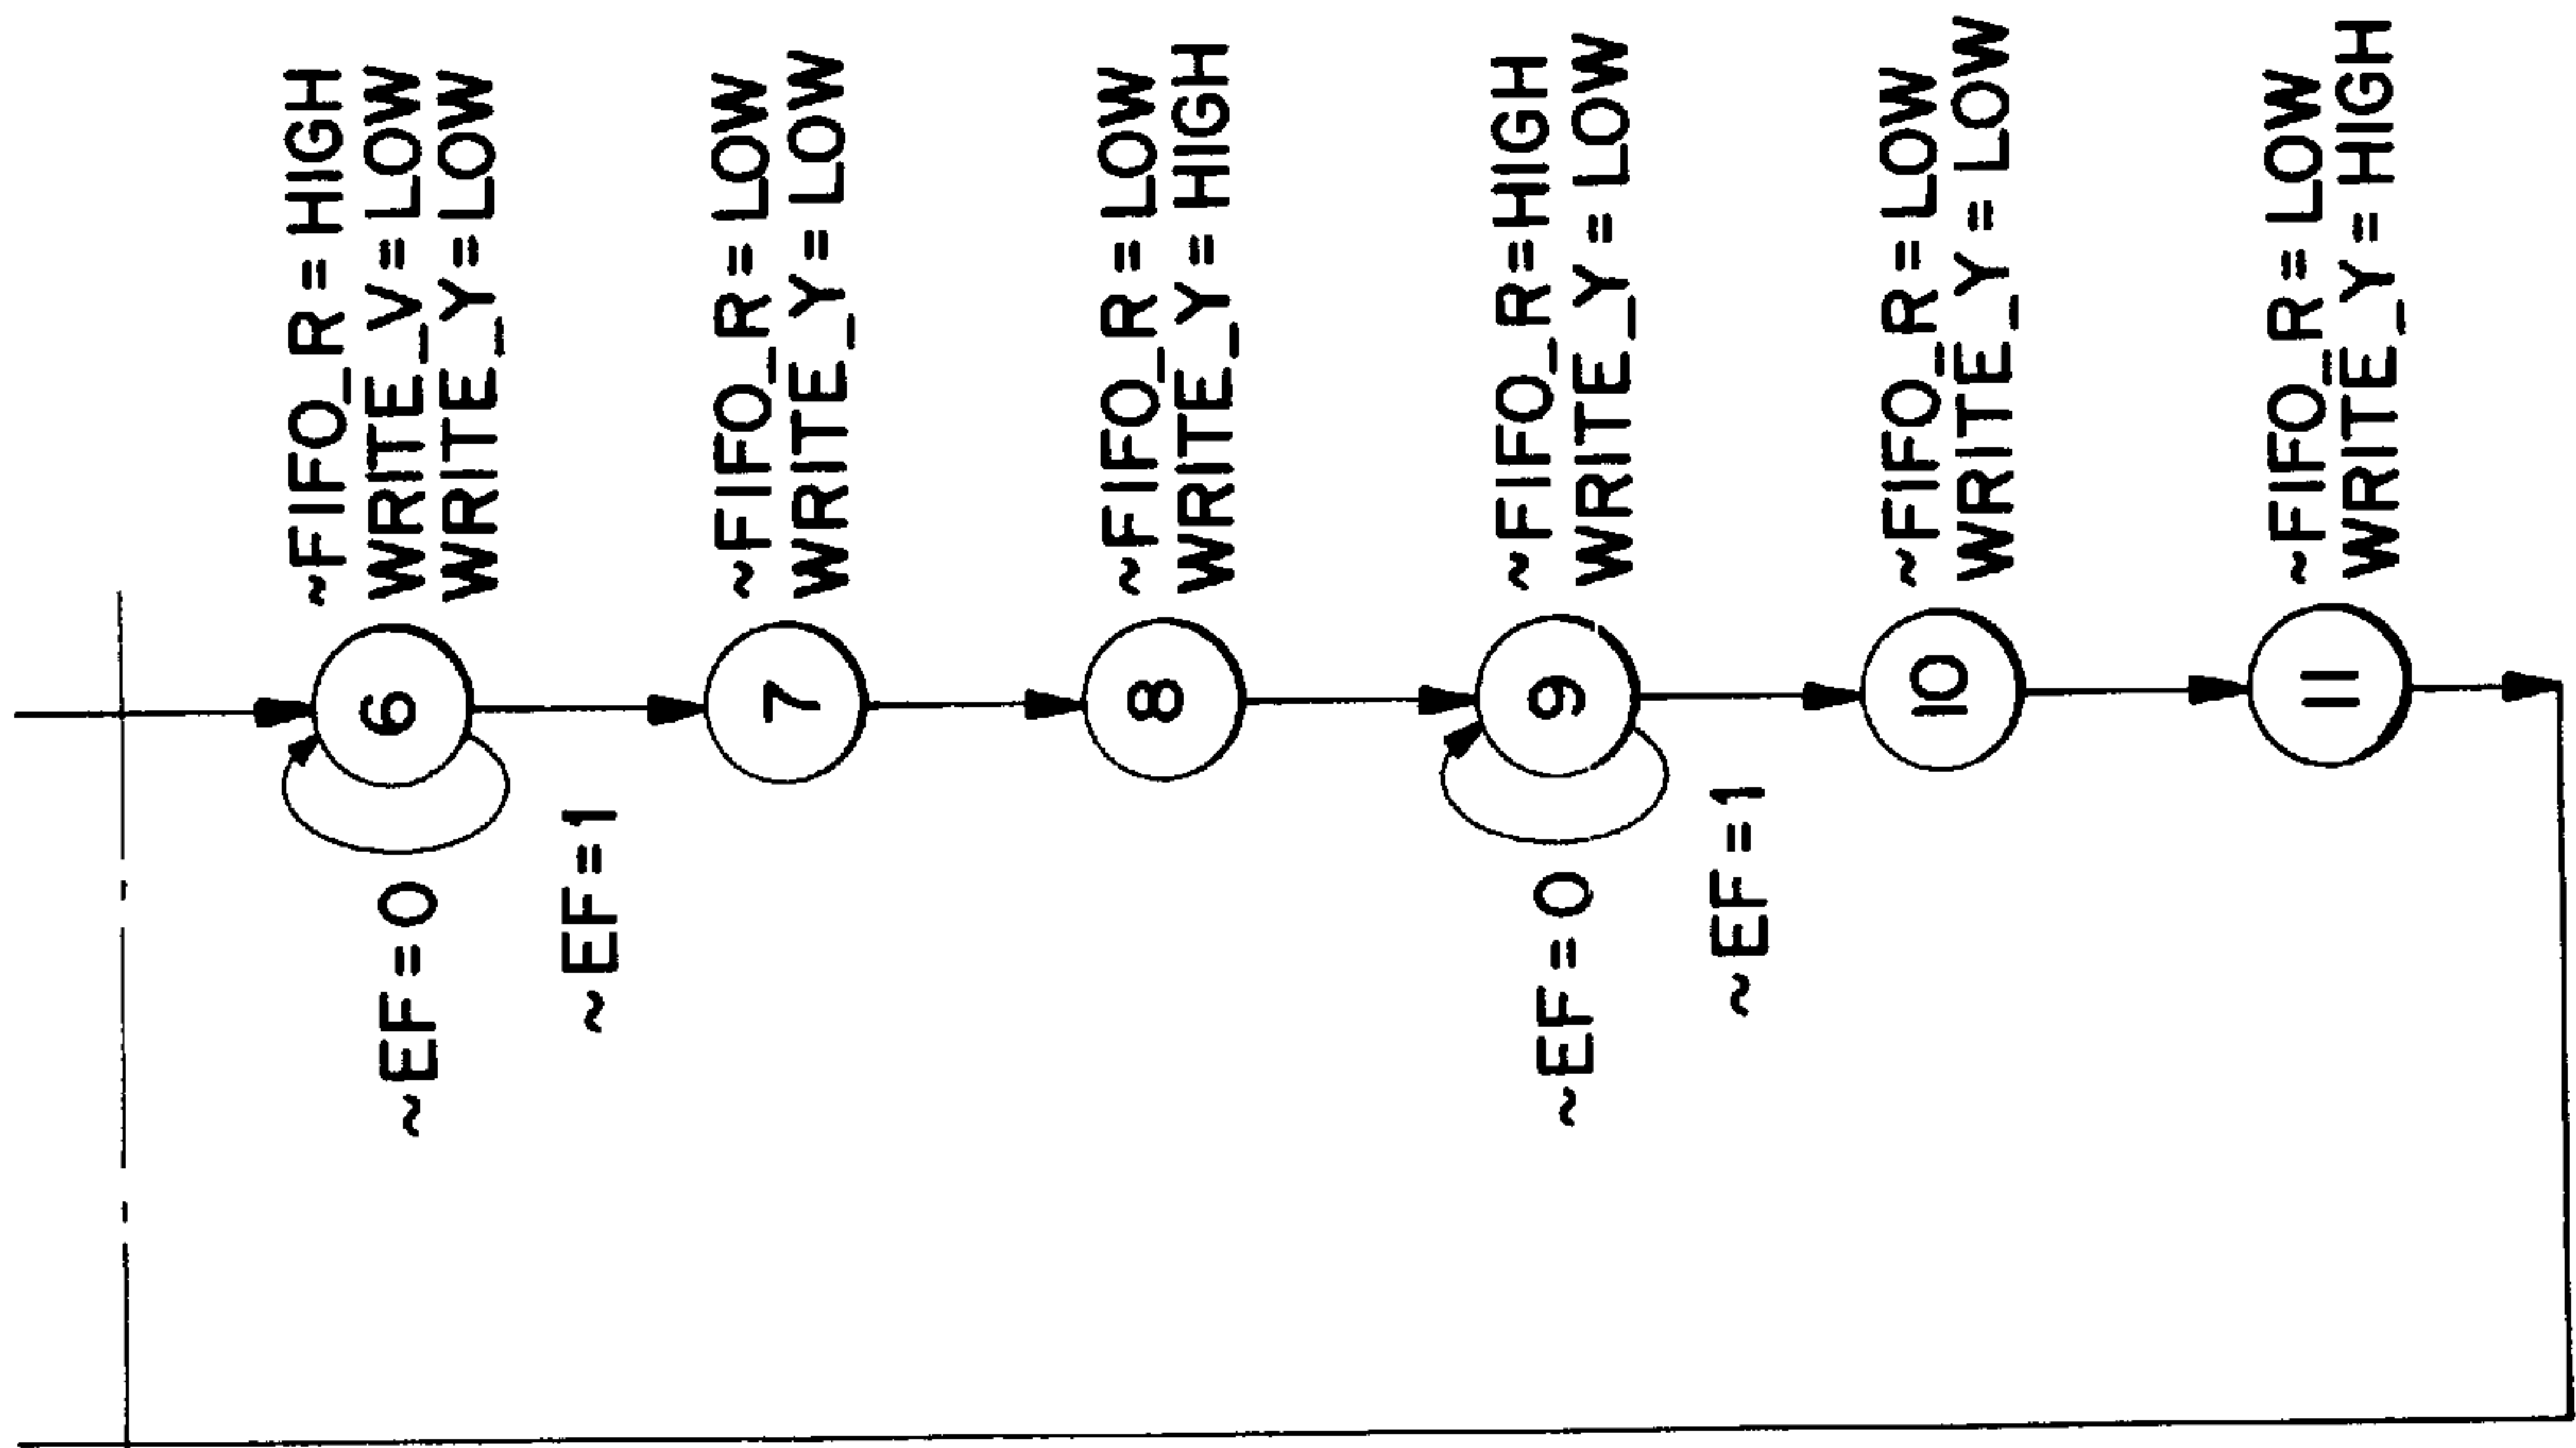 ~FIFO_R = HIGH
WRITE_V = LOW
WRITE_Y = LOW
6
~EF = 0
~EF = 1
~FIFO_R = LOW
WRITE_Y = LOW
7
~FIFO_R = LOW
WRITE_Y = HIGH
8
~FIFO_R = HIGH
WRITE_Y = LOW
9
~EF = 0
~EF = 1
~FIFO_R = LOW
WRITE_Y = LOW
10
~FIFO_R = LOW
WRITE_Y = HIGH
11